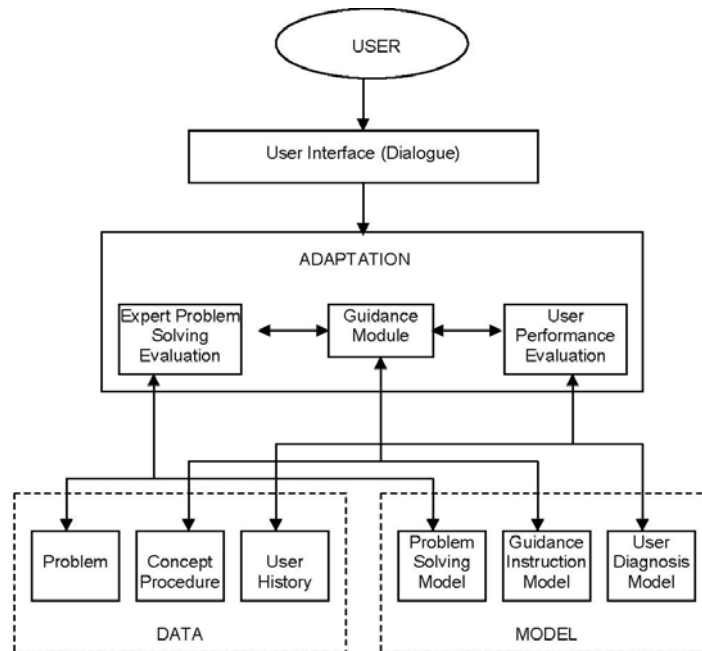 USER
User Interface (Dialogue)
ADAPTATION
Expert Problem
Solving
Evaluation
Guidance
Module
User
Performance
Evaluation
Problem
Concept
Procedure
User
History
Problem
Solving
Model
Guidance
Instruction
Model
User
Diagnosis
Model
DATA
MODEL